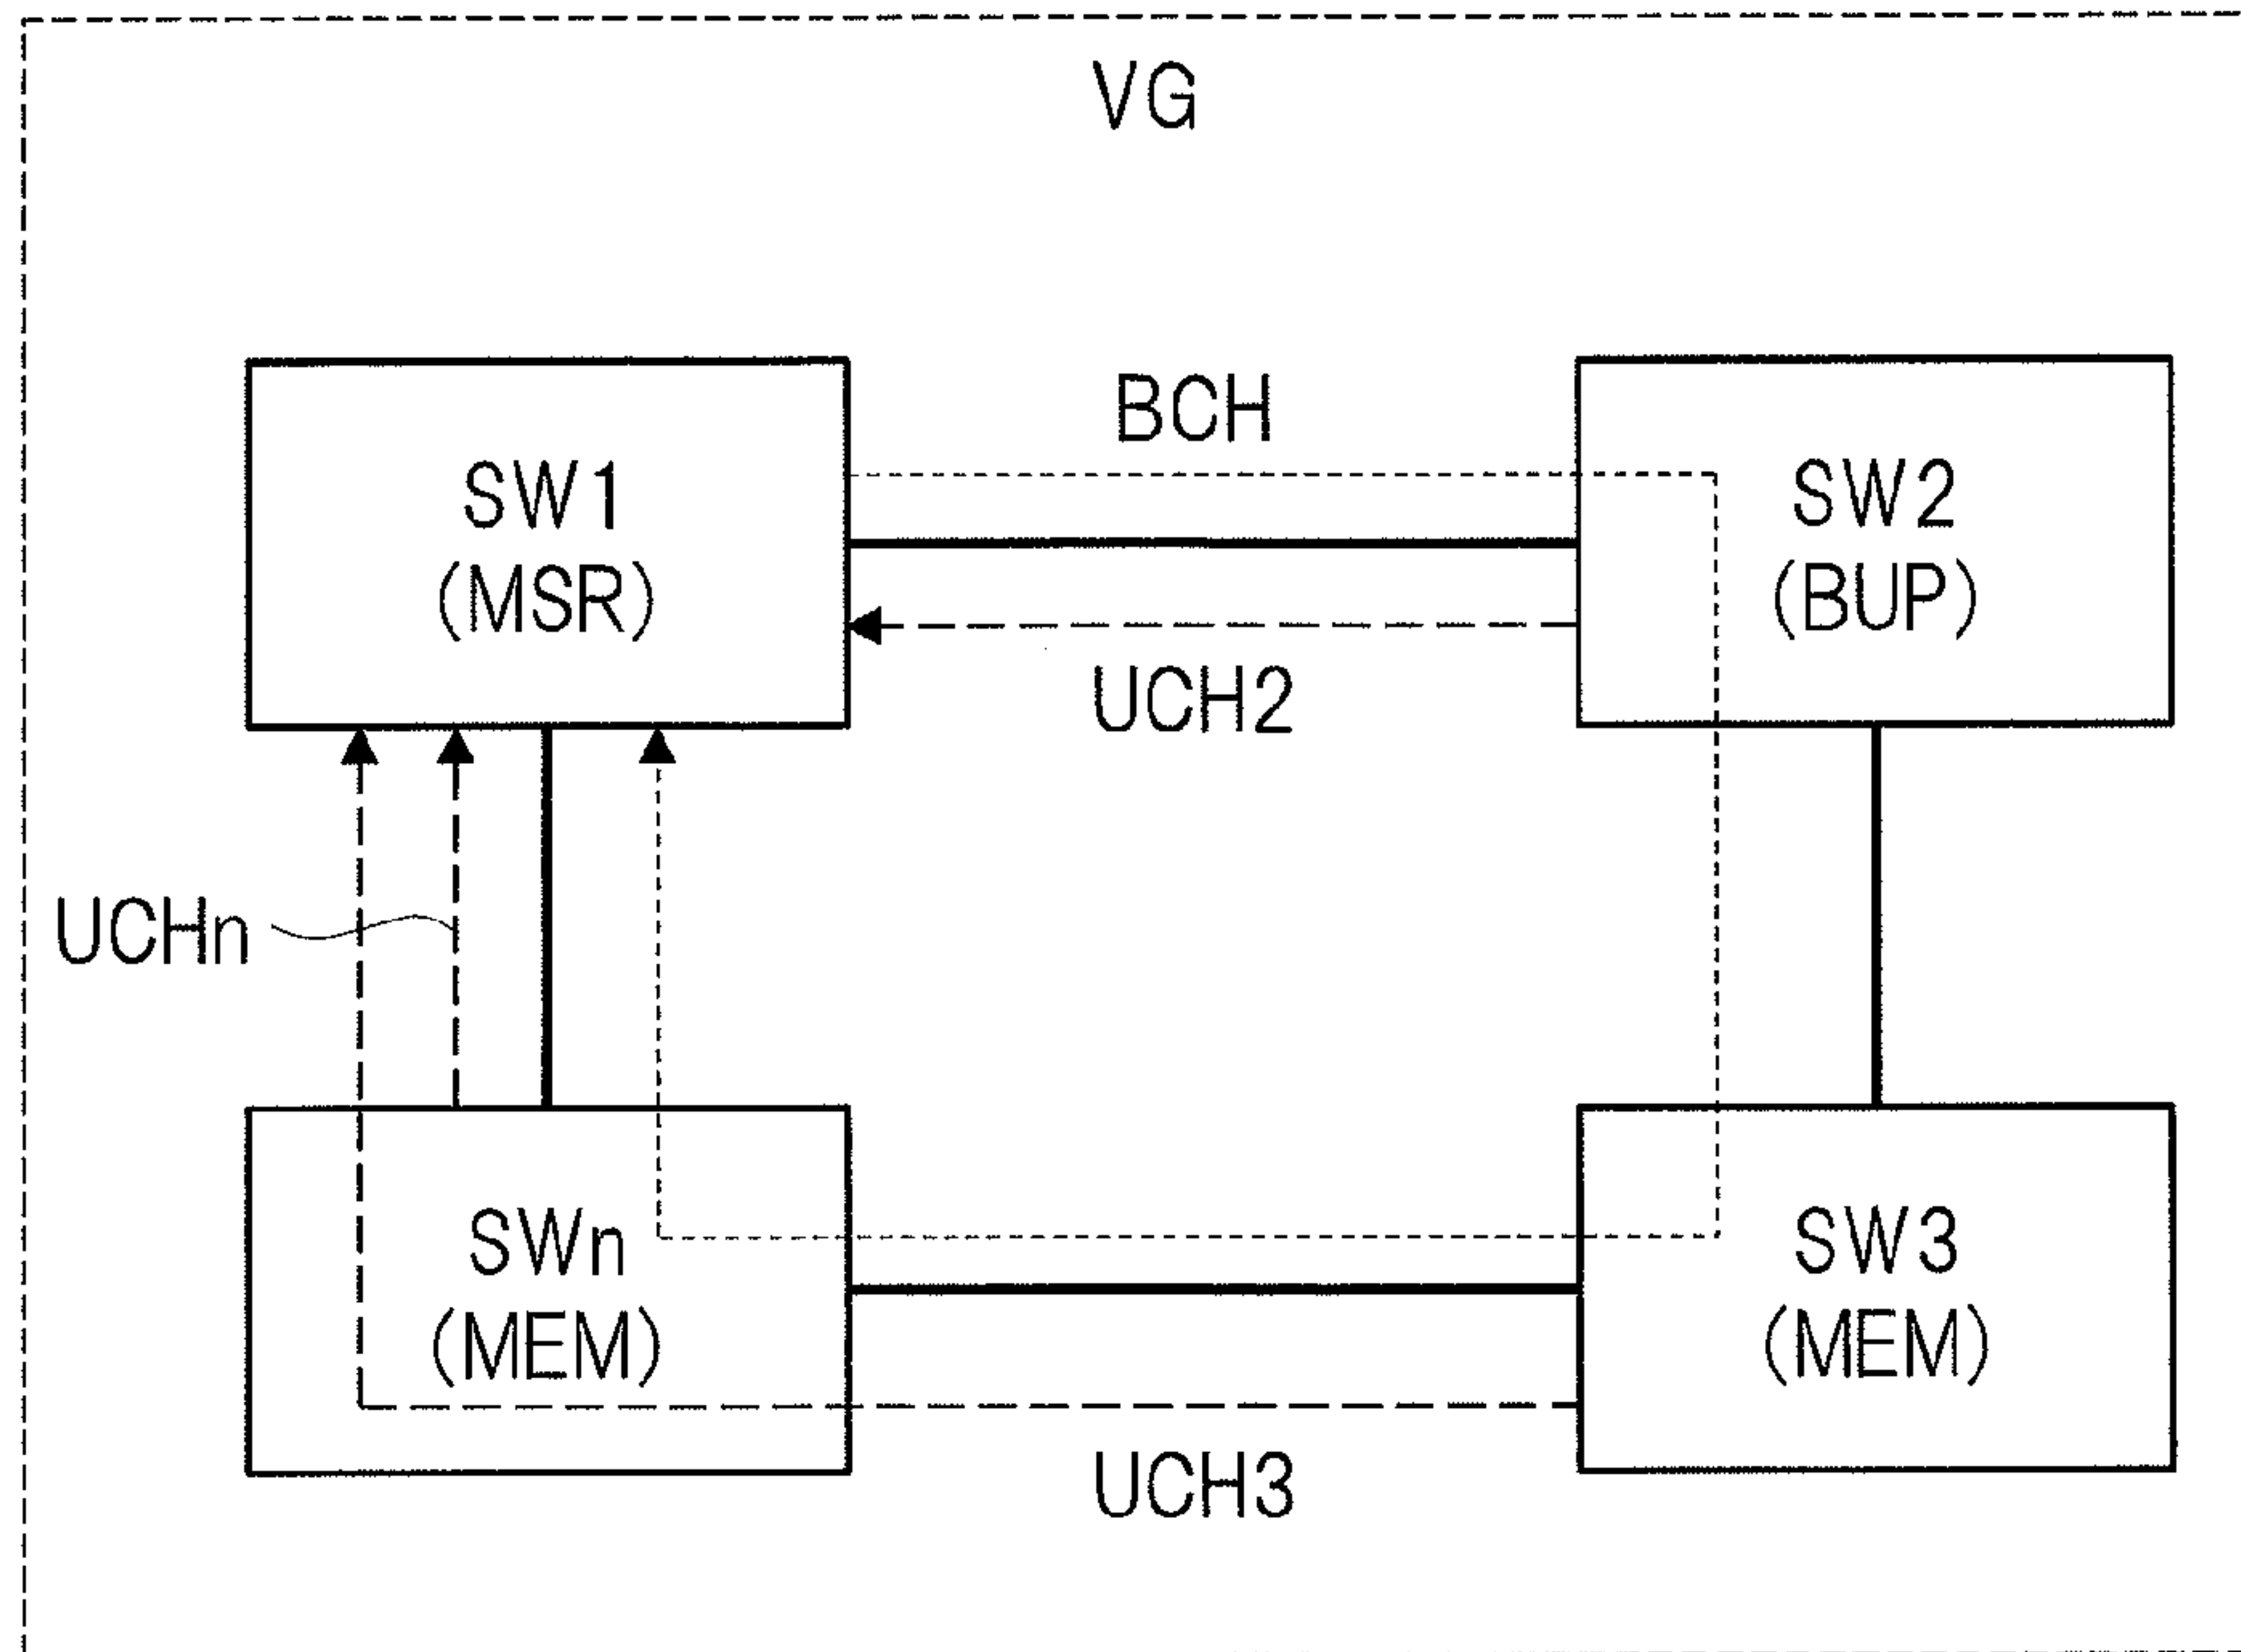 VG
BCH
SW1
(MSR)
SW2
(BUP)
UCH2
UCHn
SWn
(MEM)
SW3
(MEM)
UCH3